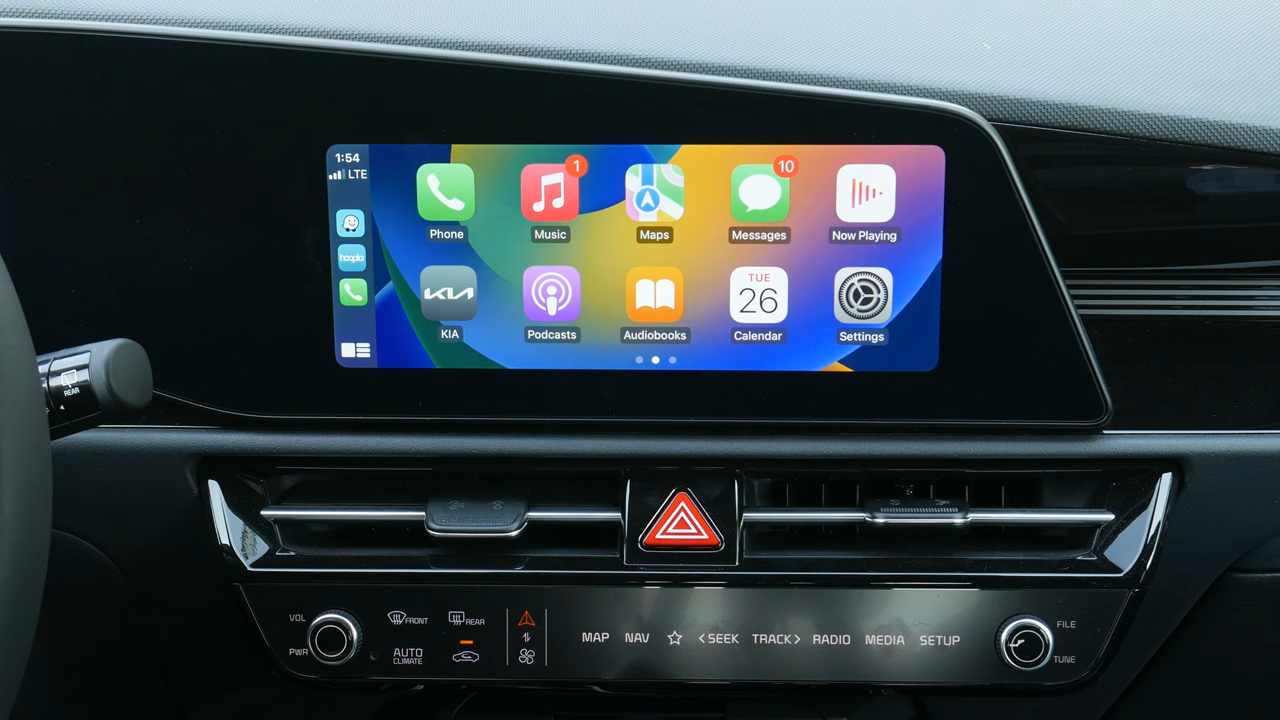 1:54
LTE
1
10
Phone
Music
Maps
Messages
Now Playing
hoopla
TUE
26
KIA
KIA
Podcasts
Audiobooks
Calendar
Settings
REAR
VOL
PWR
FRONT
REAR
AUTO
CLIMATE
MAP NAV < SEEK TRACK > RADIO MEDIA SETUP
FILE
TUNE